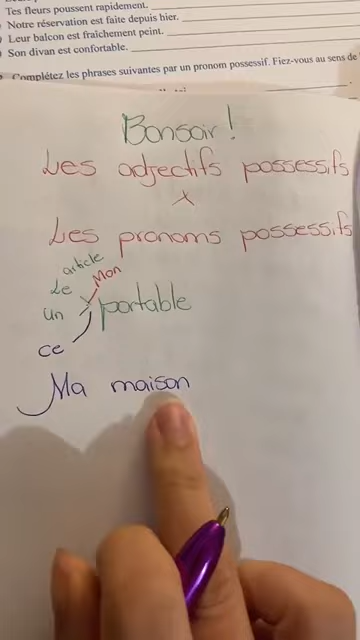 Tes fleurs poussent rapidement.
Notre réservation est faite depuis hier.
Leur balcon est fraîchement peint.
Son divan est confortable.
Complétez les phrases suivantes par un pronom possessif. Fiez-vous au sens de
Bonsoir!
Les adjectifs possessifs
x
Les pronoms possessifs
article
Le Mon
un portable
ce
Ma maison